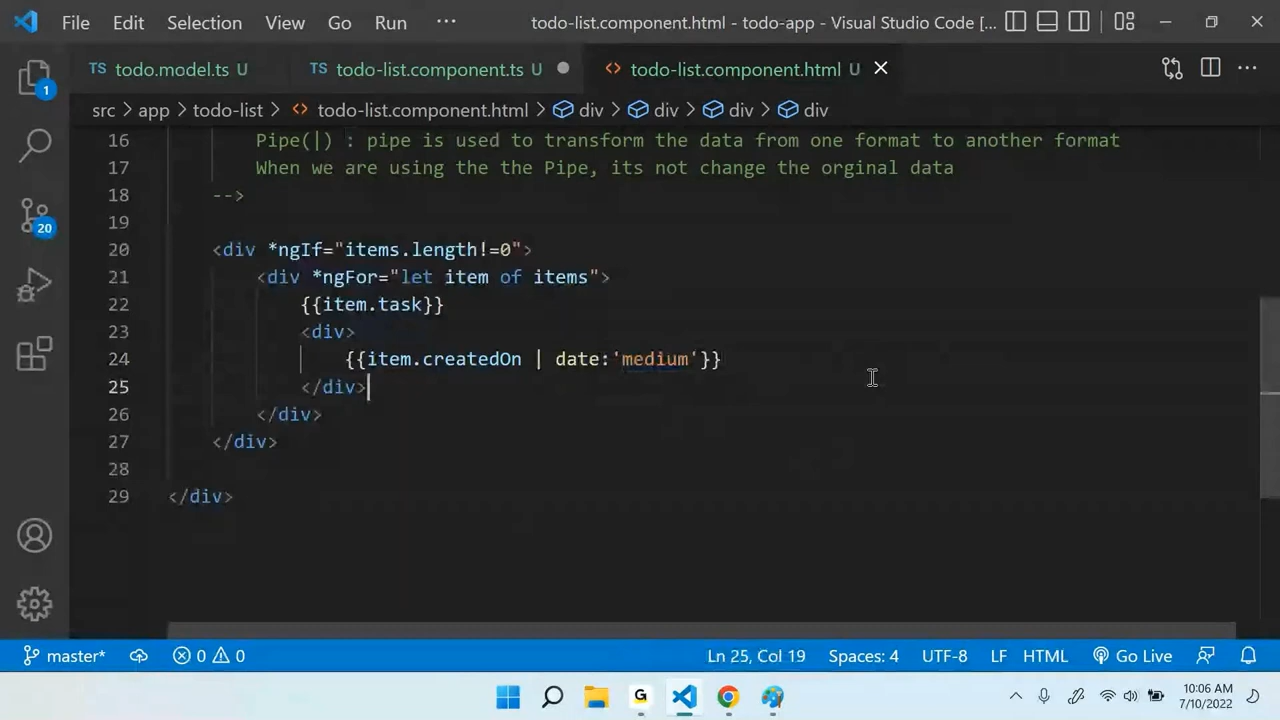 File Edit Selection View Go Run ··· todo-list.component.html - todo-app - Visual Studio Code [...
TS todo.model.ts U TS todo-list.component.ts U ● <> todo-list.component.html U ×
src > app > todo-list > <> todo-list.component.html > div > div > div > div
16 Pipe(|) : pipe is used to transform the data from one format to another format
17 When we are using the the Pipe, its not change the orginal data
18 -->
19
20 <div *ngIf="items.length!=0">
21 <div *ngFor="let item of items">
22 {{item.task}}
23 <div>
24 {{item.createdOn | date:'medium'}}
25 </div>
26 </div>
27 </div>
28
29 </div>
1
20
master* 0 0 Ln 25, Col 19 Spaces: 4 UTF-8 LF HTML Go Live
G
10:06 AM
7/10/2022